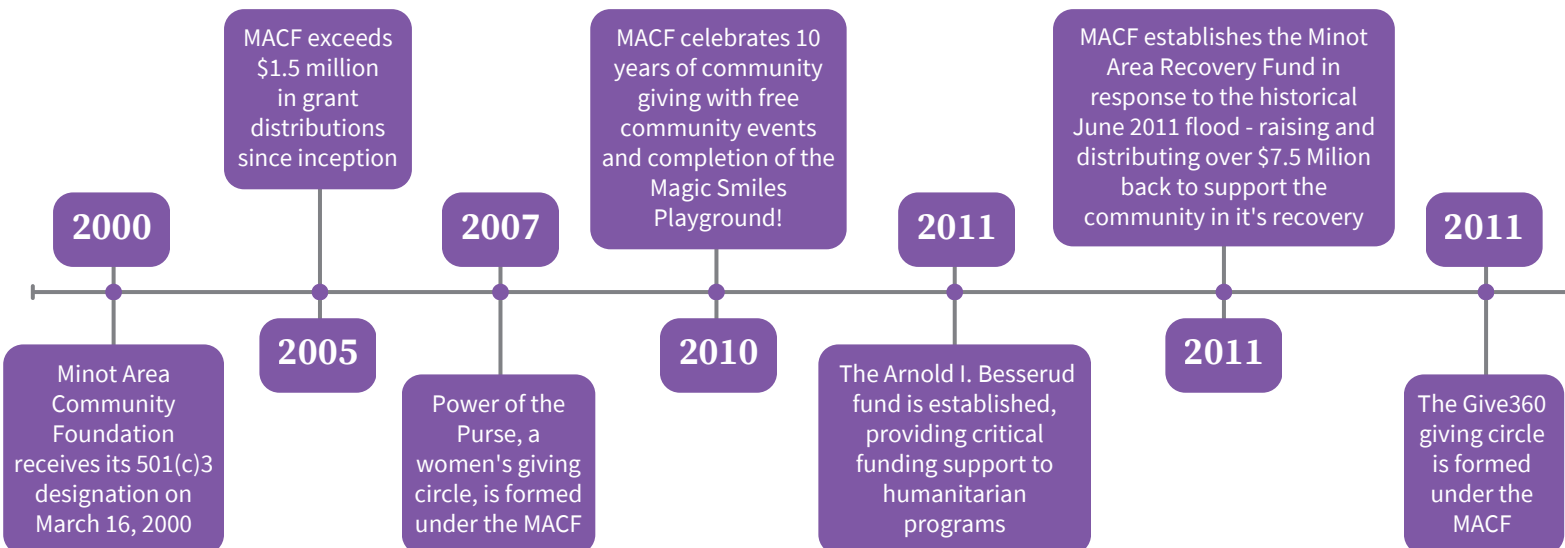 2000
Minot Area
Community
Foundation
receives its 501(c)3
designation on
March 16, 2000
MACF exceeds
$1.5 million
in grant
distributions
since inception
2005
2007
Power of the
Purse, a
women's giving
circle, is formed
under the MACF
MACF celebrates 10
years of community
giving with free
community events
and completion of the
Magic Smiles
Playground!
2010
2011
The Arnold I. Besserud
fund is established,
providing critical
funding support to
humanitarian
programs
MACF establishes the Minot
Area Recovery Fund in
response to the historical
June 2011 flood - raising and
distributing over $7.5 Milion
back to support the
community in it's recovery
2011
2011
The Give360
giving circle
is formed
under the
MACF